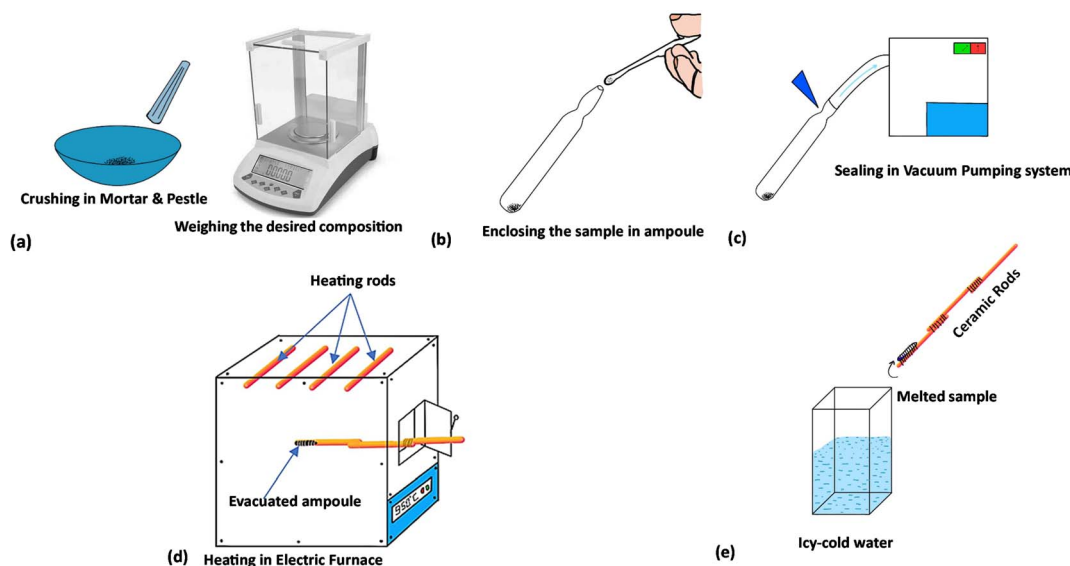 Crushing in Mortar & Pestle
Weighing the desired composition
(a)
Enclosing the sample in ampoule
(b)
Sealing in Vacuum Pumping system
(c)
Heating rods
Evacuated ampoule
950°C
(d)
Heating in Electric Furnace
Ceramic Rods
Melted sample
Icy-cold water
(e)